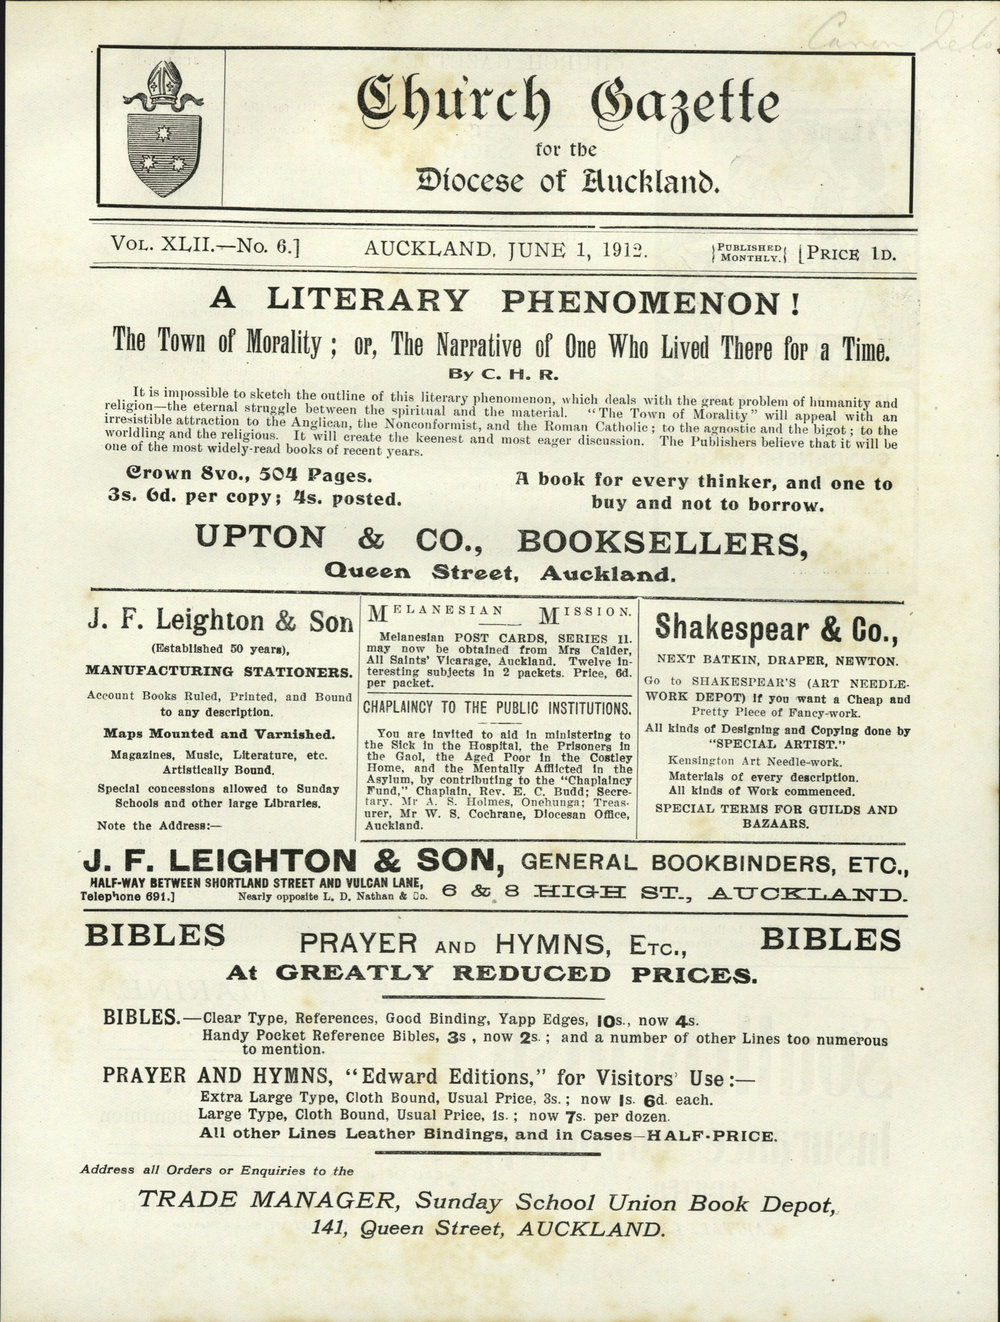 Church Gazette
for the
Diocese of Auckland.
VOL. XLII.—No. 6.] AUCKLAND, JUNE 1, 1912. {PUBLISHED MONTHLY.} [PRICE 1D.
A LITERARY PHENOMENON!
The Town of Morality; or, The Narrative of One Who Lived There for a Time.
By C. H. R.
It is impossible to sketch the outline of this literary phenomenon, which deals with the great problem of humanity and
religion—the eternal struggle between the spiritual and the material. "The Town of Morality" will appeal with an
irresistible attraction to the Anglican, the Nonconformist, and the Roman Catholic; to the agnostic and the bigot; to the
worldling and the religious. It will create the keenest and most eager discussion. The Publishers believe that it will be
one of the most widely-read books of recent years.
Crown 8vo., 504 Pages.
3s. 6d. per copy; 4s. posted.
A book for every thinker, and one to
buy and not to borrow.
UPTON & CO., BOOKSELLERS,
Queen Street, Auckland.
J. F. Leighton & Son
(Established 50 years),
MANUFACTURING STATIONERS.
Account Books Ruled, Printed, and Bound
to any description.
Maps Mounted and Varnished.
Magazines, Music, Literature, etc.
Artistically Bound.
Special concessions allowed to Sunday
Schools and other large Libraries.
Note the Address:—
MELANESIAN MISSION.
Melanesian POST CARDS, SERIES 11.
may now be obtained from Mrs Calder,
All Saints' Vicarage, Auckland. Twelve in-
teresting subjects in 2 packets. Price, 6d.
per packet.
CHAPLAINCY TO THE PUBLIC INSTITUTIONS.
You are invited to aid in ministering to
the Sick in the Hospital, the Prisoners in
the Gaol, the Aged Poor in the Costley
Home, and the Mentally Afflicted in the
Asylum, by contributing to the "Chaplaincy
Fund," Chaplain, Rev. E. C. Budd; Secre-
tary, Mr A. S. Holmes, Onehunga; Treas-
urer, Mr W. S. Cochrane, Diocesan Office,
Auckland.
Shakespear & Co.,
NEXT BATKIN, DRAPER, NEWTON.
Go to SHAKESPEAR'S (ART NEEDLE-
WORK DEPOT) if you want a Cheap and
Pretty Piece of Fancy-work.
All kinds of Designing and Copying done by
"SPECIAL ARTIST."
Kensington Art Needle-work.
Materials of every description.
All kinds of Work commenced.
SPECIAL TERMS FOR GUILDS AND
BAZAARS.
J. F. LEIGHTON & SON, GENERAL BOOKBINDERS, ETC.,
HALF-WAY BETWEEN SHORTLAND STREET AND VULCAN LANE, 6 & 8 HIGH ST., AUCKLAND.
Telephone 691.] Nearly opposite L. D. Nathan & Co.
BIBLES PRAYER AND HYMNS, ETC., BIBLES
At GREATLY REDUCED PRICES.
BIBLES.—Clear Type, References, Good Binding, Yapp Edges, 10s., now 4s.
Handy Pocket Reference Bibles, 3s , now 2s.; and a number of other Lines too numerous
to mention.
PRAYER AND HYMNS, "Edward Editions," for Visitors' Use:—
Extra Large Type, Cloth Bound, Usual Price, 3s.; now 1s. 6d. each.
Large Type, Cloth Bound, Usual Price, 1s.; now 7s. per dozen.
All other Lines Leather Bindings, and in Cases—HALF-PRICE.
Address all Orders or Enquiries to the
TRADE MANAGER, Sunday School Union Book Depot,
141, Queen Street, AUCKLAND.